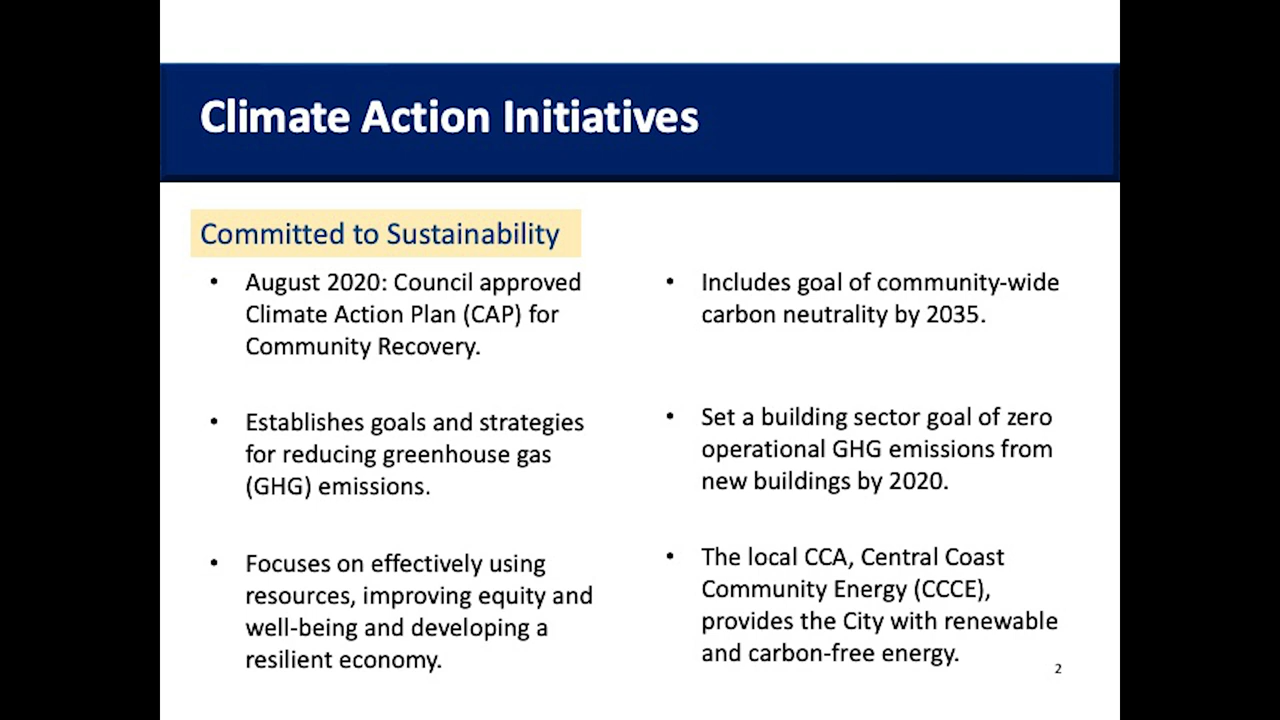 Climate Action Initiatives
Committed to Sustainability
• August 2020: Council approved
Climate Action Plan (CAP) for
Community Recovery.
• Establishes goals and strategies
for reducing greenhouse gas
(GHG) emissions.
• Focuses on effectively using
resources, improving equity and
well-being and developing a
resilient economy.
• Includes goal of community-wide
carbon neutrality by 2035.
• Set a building sector goal of zero
operational GHG emissions from
new buildings by 2020.
• The local CCA, Central Coast
Community Energy (CCCE),
provides the City with renewable
and carbon-free energy.
2